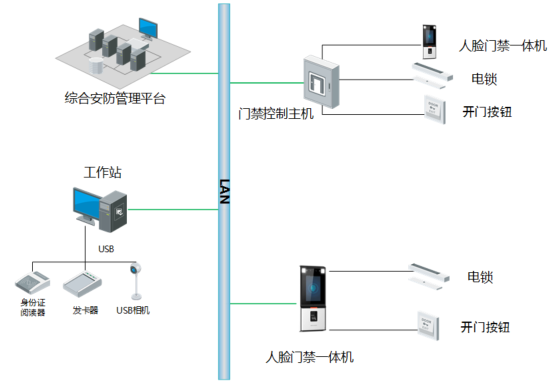 人脸门禁一体机
综合安防管理平台
门禁控制主机
电锁
开门按钮
工作站
LAN
USB
身份证
阅读器
发卡器
USB相机
电锁
开门按钮
人脸门禁一体机